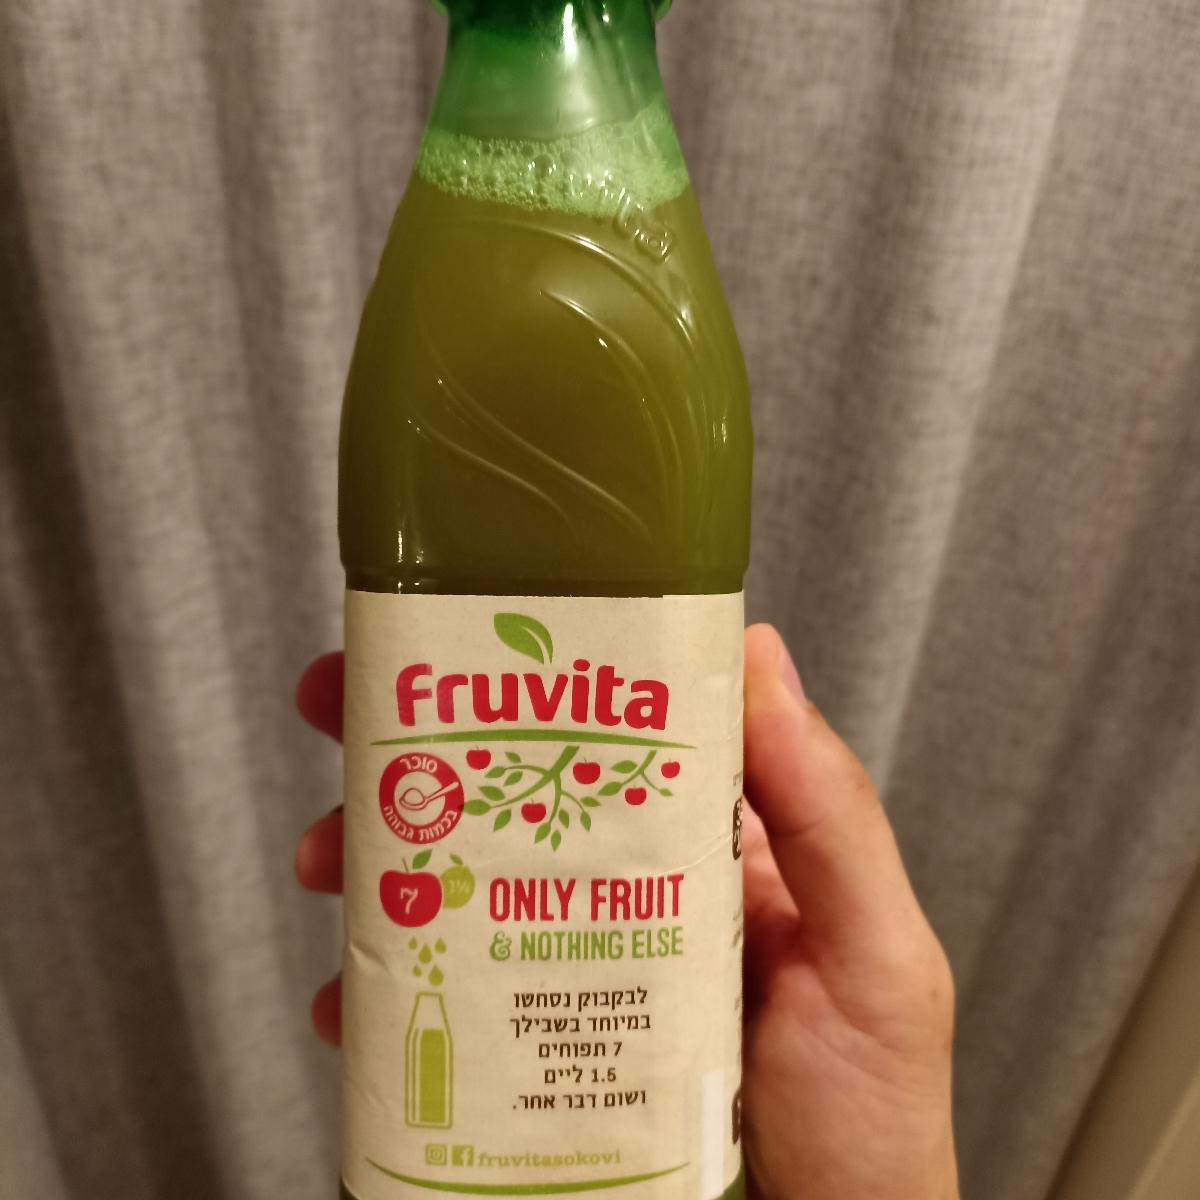 fruvita
סוכר
בכמות גבוהה
7 1½
ONLY FRUIT
& NOTHING ELSE
לבקבוק נסחטו
במיוחד בשבילך
7 תפוחים
1.5 ליים
ושום דבר אחר.
fruvitasokovi